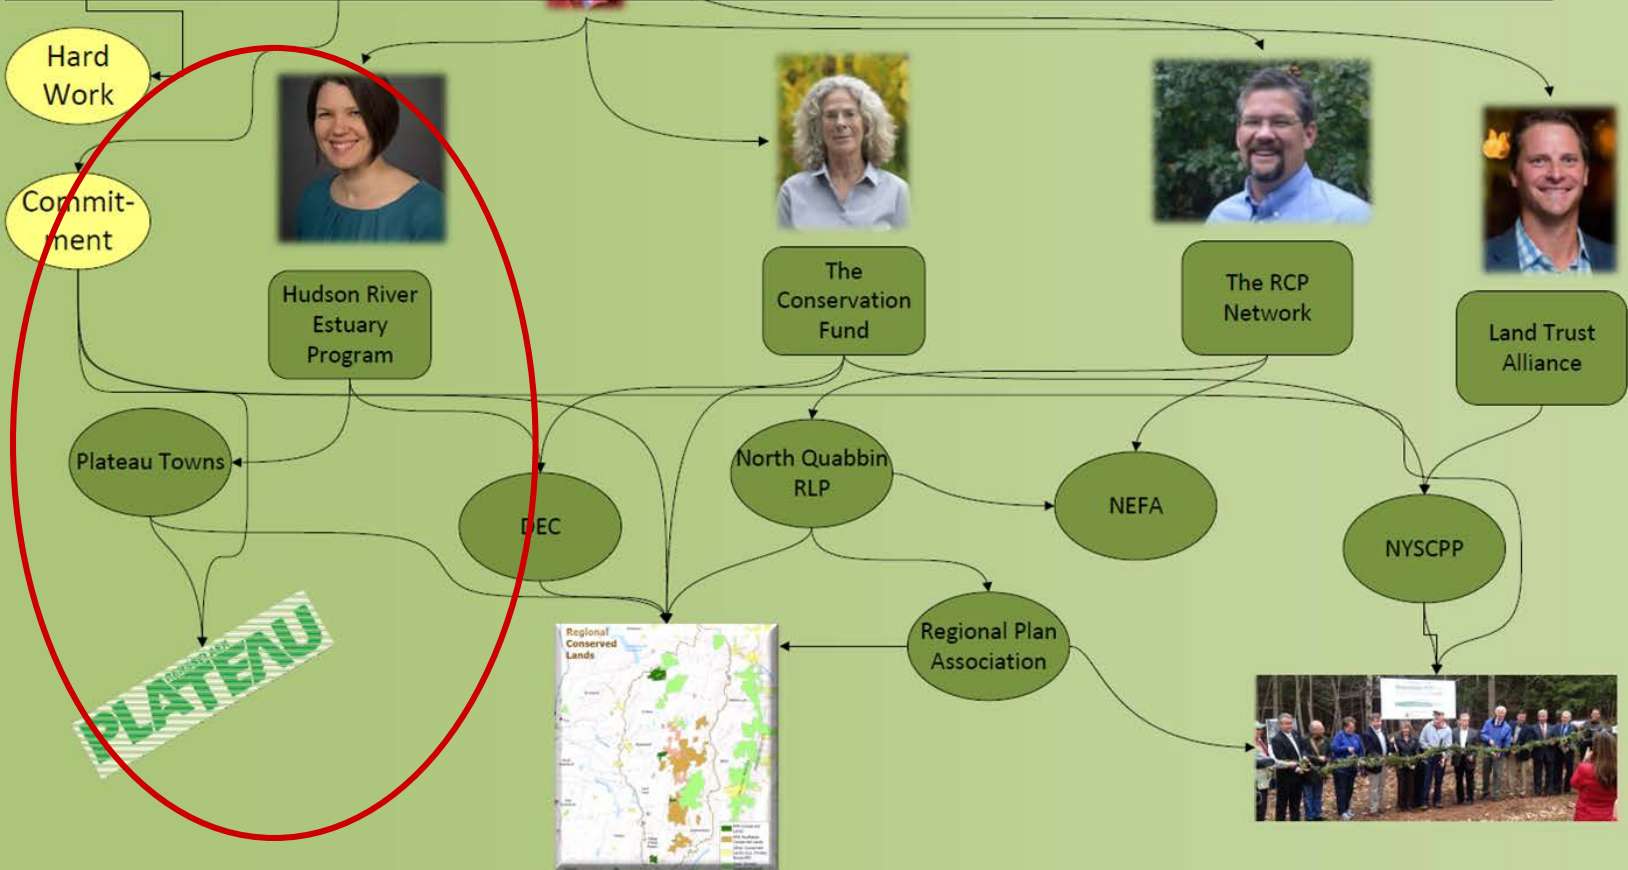 Hard
Work
Commit-
ment
Hudson River
Estuary
Program
The
Conservation
Fund
The RCP
Network
Land Trust
Alliance
Plateau Towns
DEC
North Quabbin
RLP
NEFA
NYSCPP
Regional Plan
Association
PLATEAU
Regional
Conserved
Lands